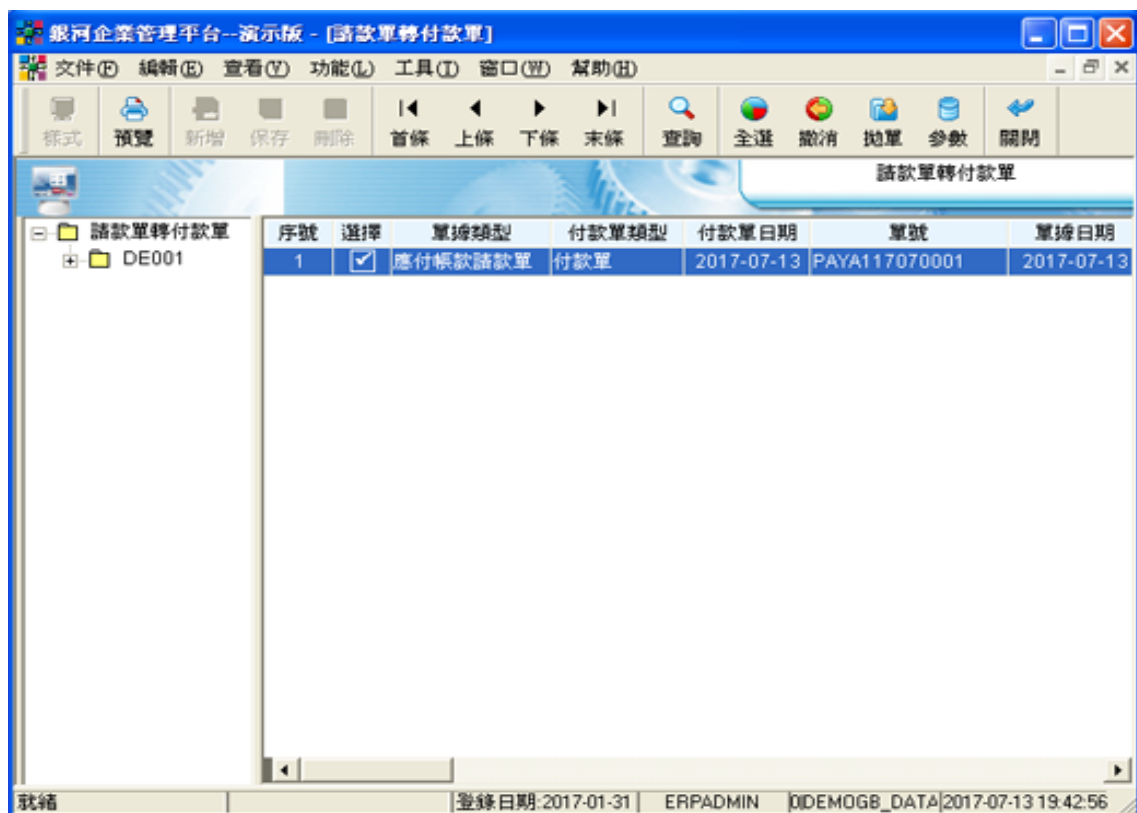 銀河企業管理平台--演示版 - [請款單轉付款單]
交件(F) 編輯(E) 查看(V) 功能(L) 工具(T) 窗口(W) 幫助(H)
樣式 預覽 新增 保存 刪除 首條 上條 下條 末條 查詢 全選 撤消 拋單 參數 關閉
請款單轉付款單
請款單轉付款單
DE001
序號 選擇 單據類型 付款單類型 付款單日期 單號 單據日期
1 應付帳款請款單 付款單 2017-07-13 PAYA117070001 2017-07-13
就緒 登錄日期:2017-01-31 ERPADMIN 0|DEMOGB_DATA 2017-07-13 19:42:56